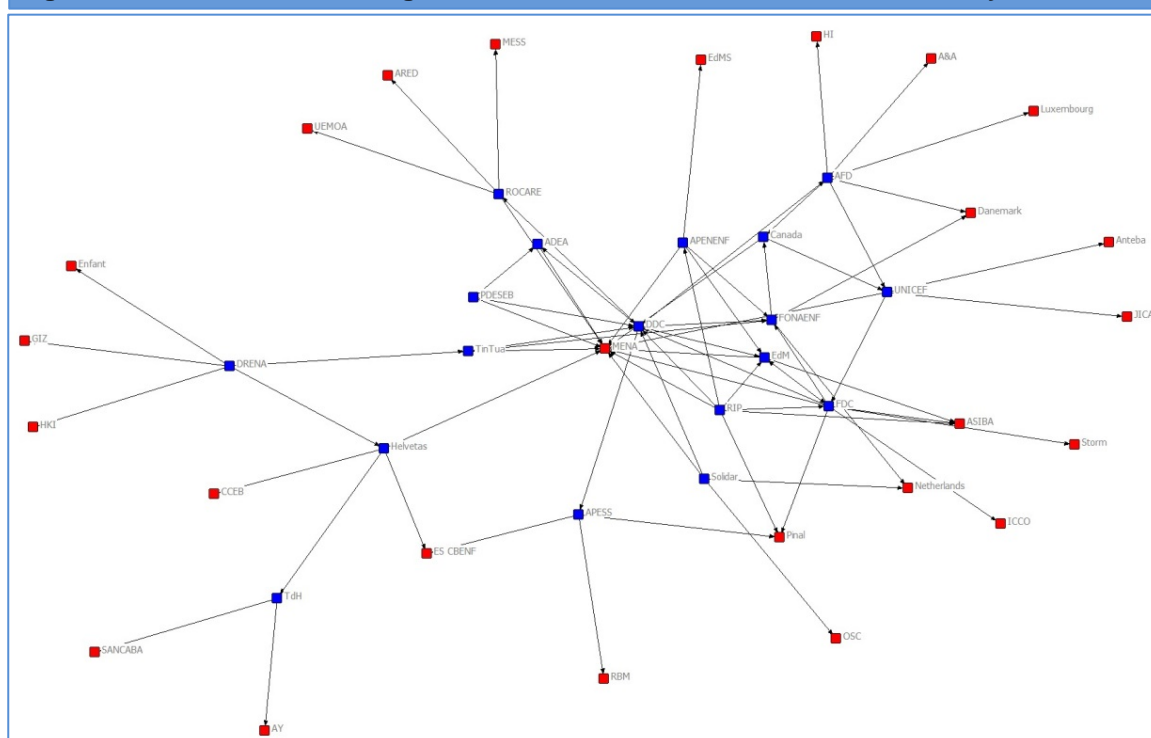 MESS
HI
EdMS
A&A
ARED
Luxembourg
UEMOA
AFD
ROCARE
Danemark
Canada
ADEA
APENENF
Anteba
Enfant
UNICEF
PDESEB
JICA
FONAENF
DDC
GIZ
MENA
TinTua
EdM
DRENA
FDC
RIP
ASIBA
HKI
Storm
Helvetas
Solidar
Netherlands
CCEB
APESS
ICCO
Pinal
ES CBENF
TdH
OSC
SANCABA
RBM
AY